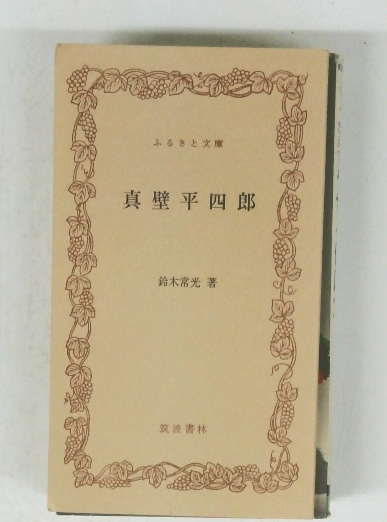 ふるさと文庫
真壁平四郎
鈴木常光 著
筑波書林